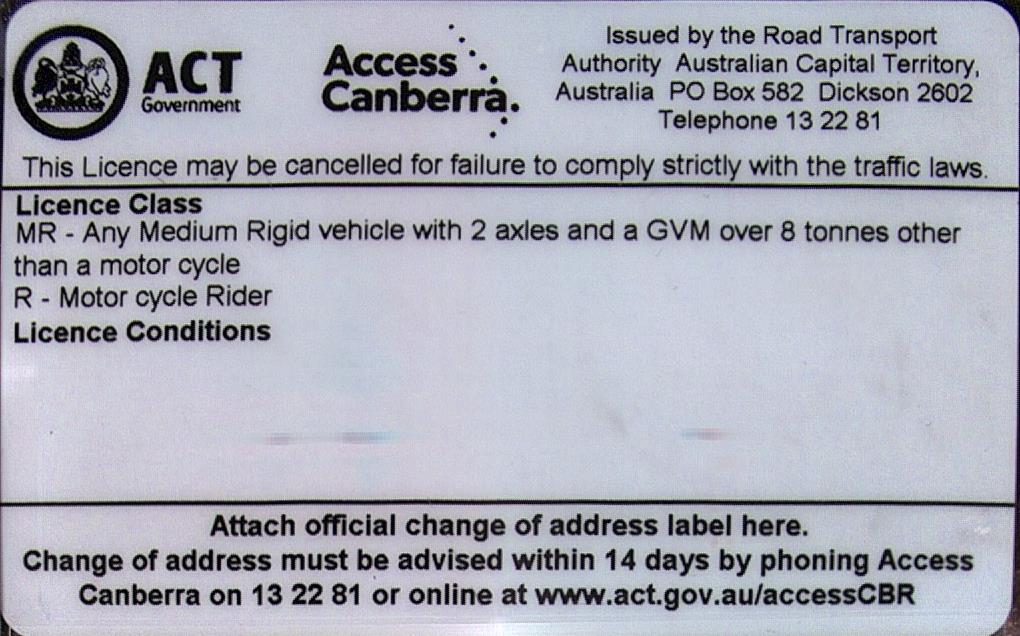 ACT
Government
Access
Canberra.
Issued by the Road Transport
Authority Australian Capital Territory,
Australia PO Box 582 Dickson 2602
Telephone 13 22 81
This Licence may be cancelled for failure to comply strictly with the traffic laws.
Licence Class
MR - Any Medium Rigid vehicle with 2 axles and a GVM over 8 tonnes other
than a motor cycle
R - Motor cycle Rider
Licence Conditions
Attach official change of address label here.
Change of address must be advised within 14 days by phoning Access
Canberra on 13 22 81 or online at www.act.gov.au/accessCBR